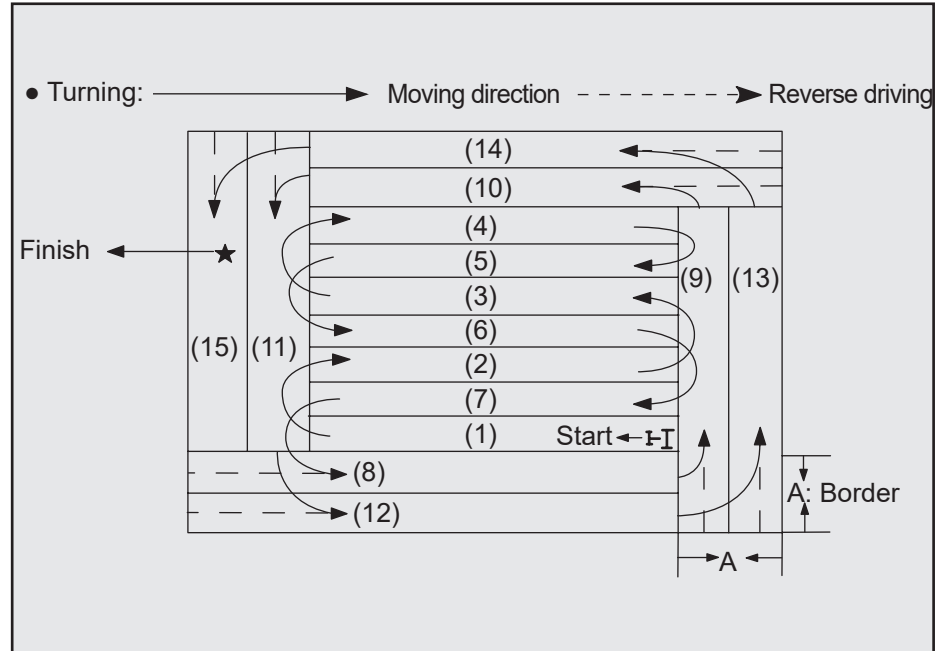 • Turning: Moving direction Reverse driving
(14)
(10)
(4)
Finish
(5)
(9) (13)
(3)
(6)
(15) (11)
(2)
(7)
(1) Start
(8)
A: Border
(12)
A